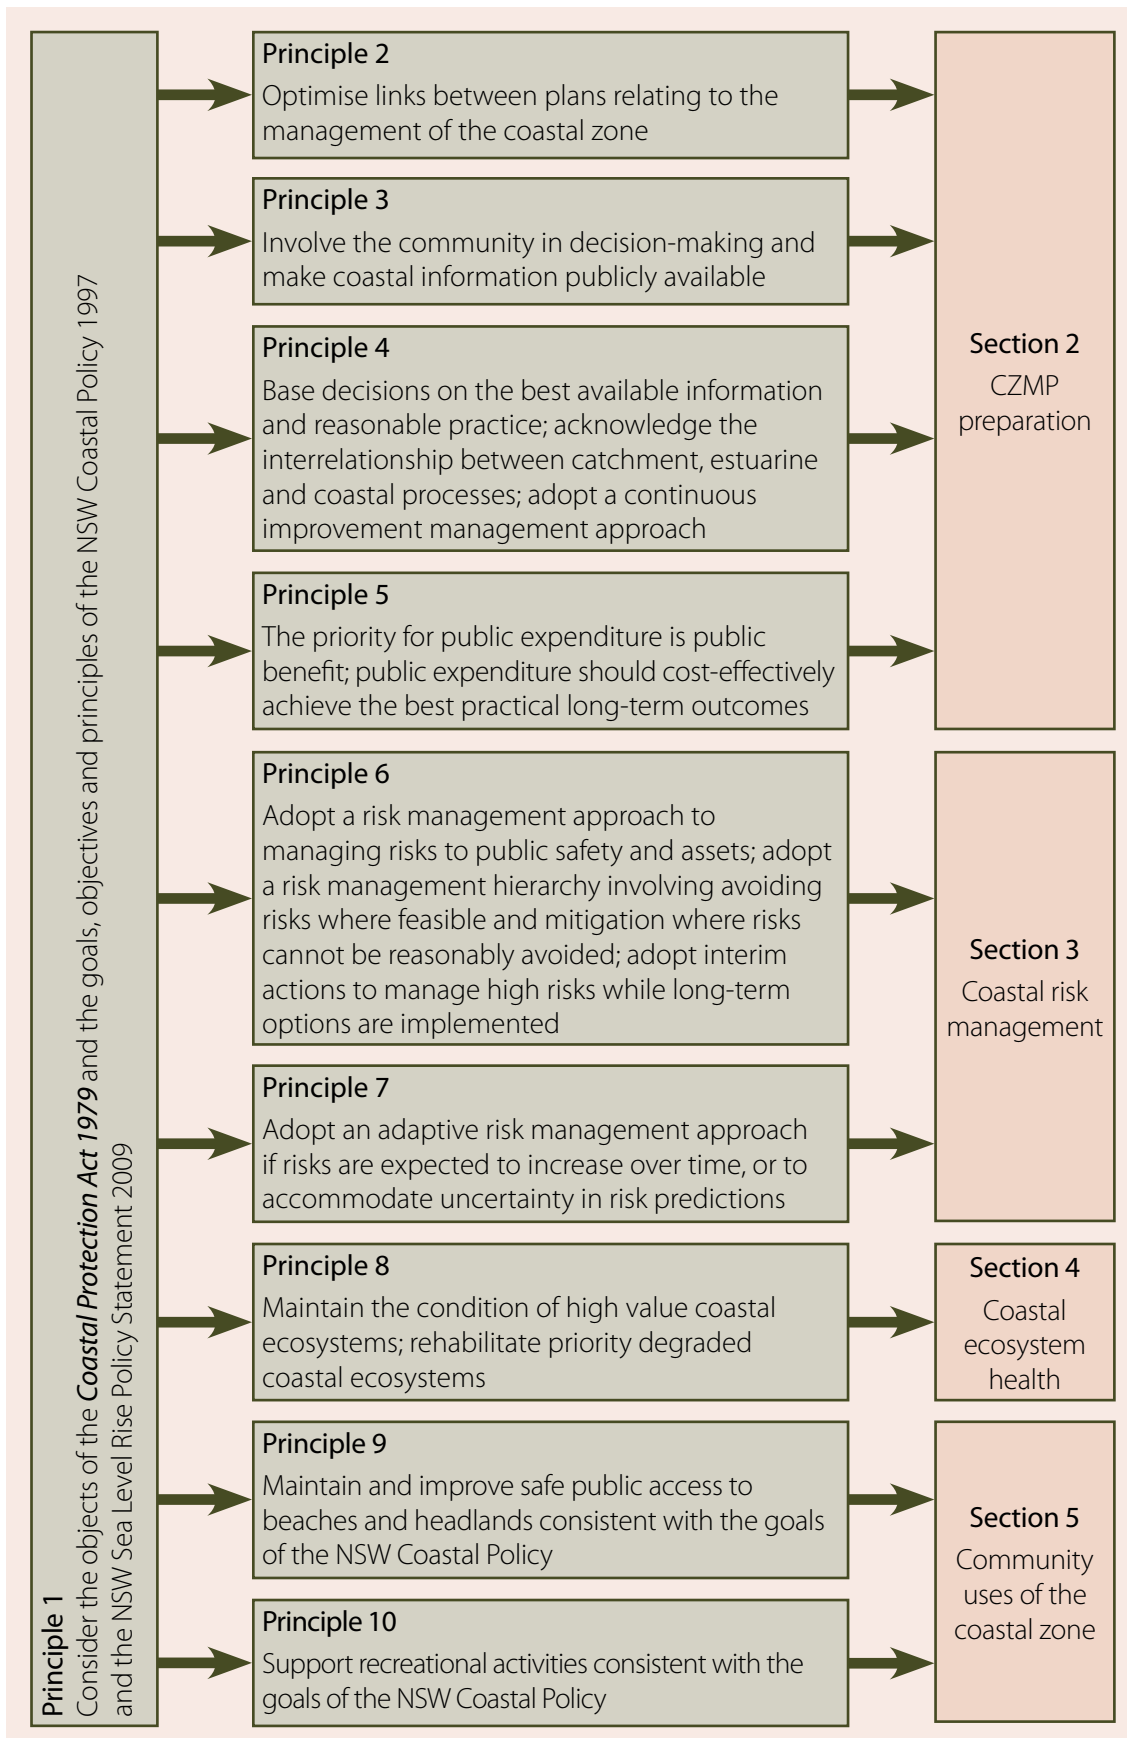 Principle 1
Consider the objects of the Coastal Protection Act 1979 and the goals, objectives and principles of the NSW Coastal Policy 1997
and the NSW Sea Level Rise Policy Statement 2009
Principle 2
Optimise links between plans relating to the
management of the coastal zone
Principle 3
Involve the community in decision-making and
make coastal information publicly available
Principle 4
Base decisions on the best available information
and reasonable practice; acknowledge the
interrelationship between catchment, estuarine
and coastal processes; adopt a continuous
improvement management approach
Principle 5
The priority for public expenditure is public
benefit; public expenditure should cost-effectively
achieve the best practical long-term outcomes
Section 2
CZMP
preparation
Principle 6
Adopt a risk management approach to
managing risks to public safety and assets; adopt
a risk management hierarchy involving avoiding
risks where feasible and mitigation where risks
cannot be reasonably avoided; adopt interim
actions to manage high risks while long-term
options are implemented
Principle 7
Adopt an adaptive risk management approach
if risks are expected to increase over time, or to
accommodate uncertainty in risk predictions
Section 3
Coastal risk
management
Principle 8
Maintain the condition of high value coastal
ecosystems; rehabilitate priority degraded
coastal ecosystems
Section 4
Coastal
ecosystem
health
Principle 9
Maintain and improve safe public access to
beaches and headlands consistent with the goals
of the NSW Coastal Policy
Principle 10
Support recreational activities consistent with the
goals of the NSW Coastal Policy
Section 5
Community
uses of the
coastal zone